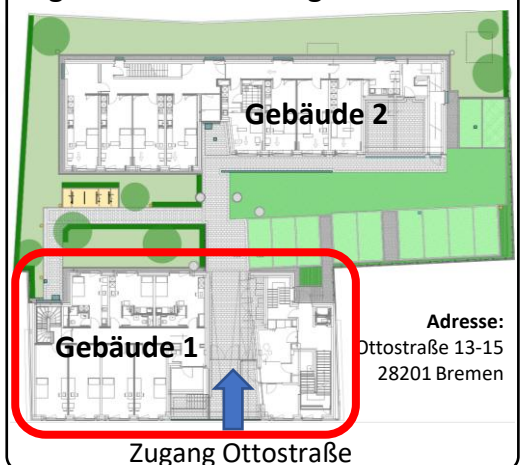 Gebäude 2
Gebäude 1
Adresse:
Ottostraße 13-15
28201 Bremen
Zugang Ottostraße